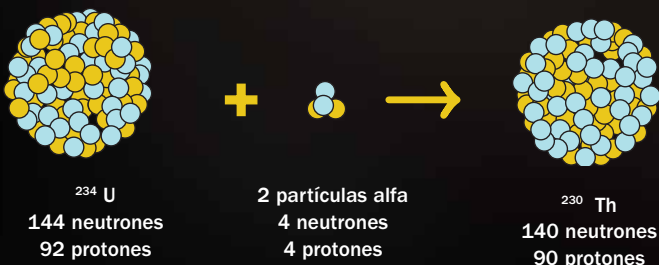 ²³⁴ U
144 neutrones
92 protones
+
2 partículas alfa
4 neutrones
4 protones
²³⁰ Th
140 neutrones
90 protones